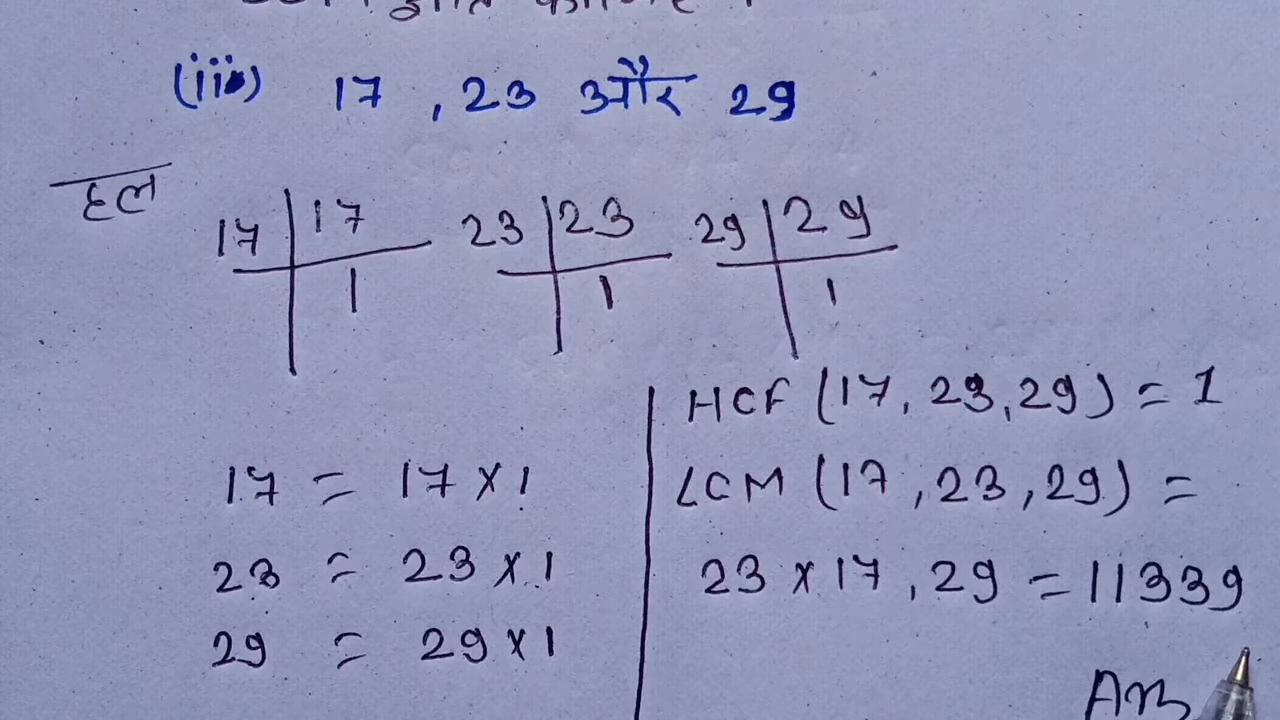 (ii) 17 , 23 और 29
हल
17 | 17 23 | 23 29 | 29
1 1 1
17 = 17 × 1
23 = 23 × 1
29 = 29 × 1
HCF (17, 23, 29) = 1
LCM (17, 23, 29) =
23 × 17 , 29 = 11339
Ans